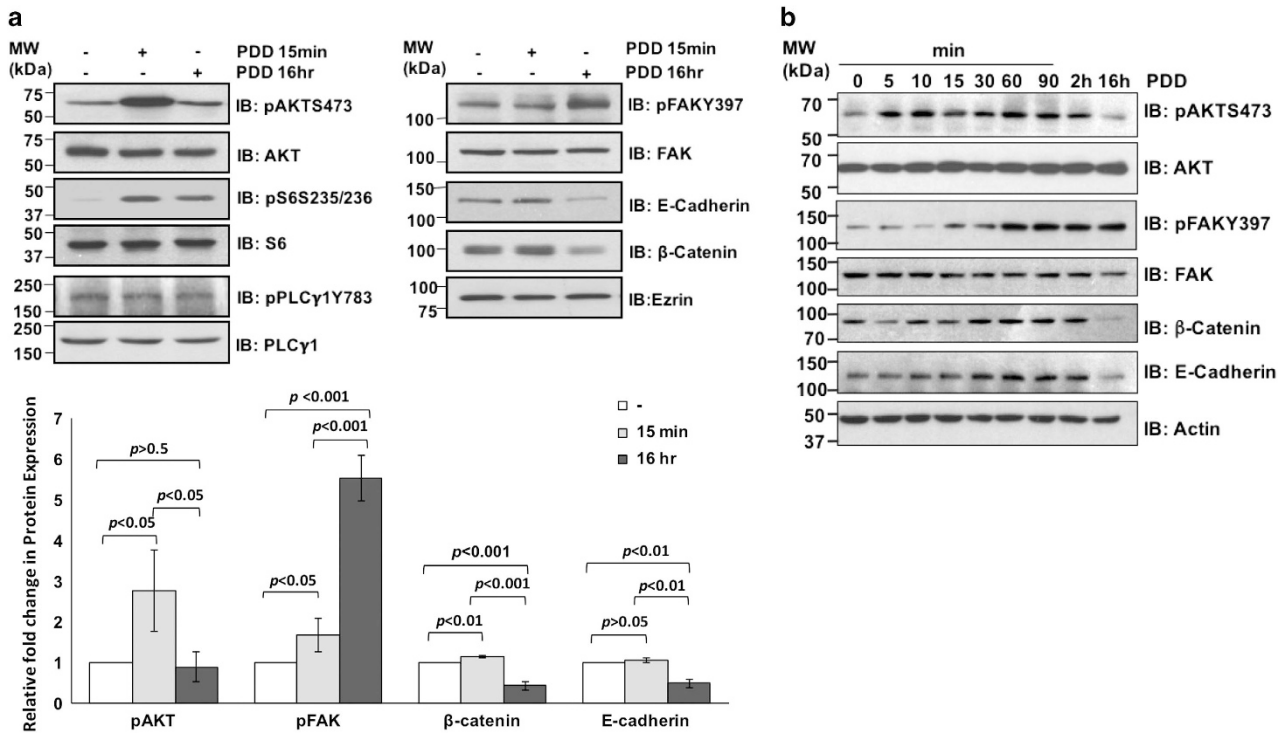 a
MW
(kDa)
- + - PDD 15min
- - + PDD 16hr
75
50
IB: pAKTS473
75
50
IB: AKT
50
37
IB: pS6S235/236
50
37
IB: S6
250
150
IB: pPLCγ1Y783
250
150
IB: PLCγ1
MW
(kDa)
- + - PDD 15min
- - + PDD 16hr
100
IB: pFAKY397
100
IB: FAK
100
IB: E-Cadherin
100
IB: β-Catenin
100
75
IB:Ezrin
b
MW
(kDa)
min
0 5 10 15 30 60 90 2h 16h PDD
70
50
IB: pAKTS473
70
50
IB: AKT
150
100
IB: pFAKY397
150
100
IB: FAK
100
70
IB: β-Catenin
150
100
IB: E-Cadherin
50
37
IB: Actin
Relative fold change in Protein Expression
7
6
5
4
3
2
1
0
p>0.5
p<0.05
p<0.05
p <0.001
p<0.001
p<0.05
p<0.001
p<0.001
p<0.01
p<0.01
p<0.01
p>0.05
-
15 min
16 hr
pAKT pFAK β-catenin E-cadherin